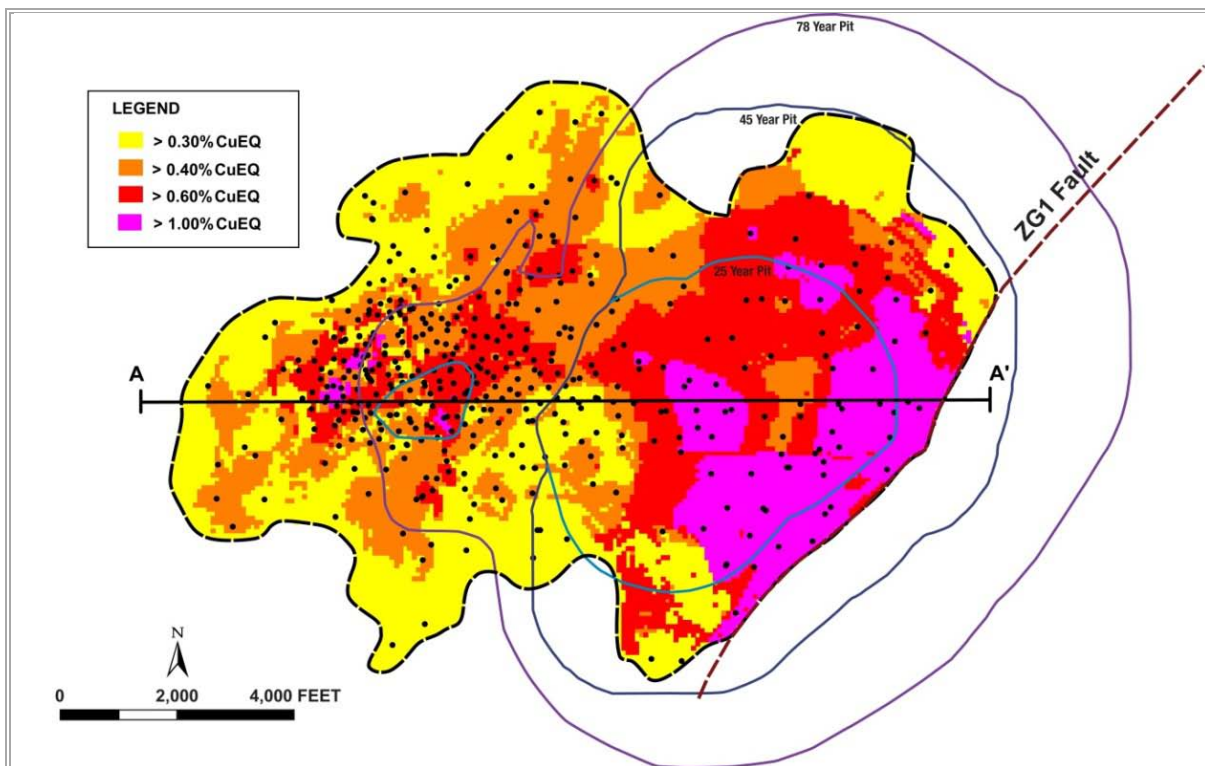 78 Year Pit
LEGEND
> 0.30% CuEQ
> 0.40% CuEQ
> 0.60% CuEQ
> 1.00% CuEQ
45 Year Pit
ZG1 Fault
25 Year Pit
A
A'
N
0 2,000 4,000 FEET